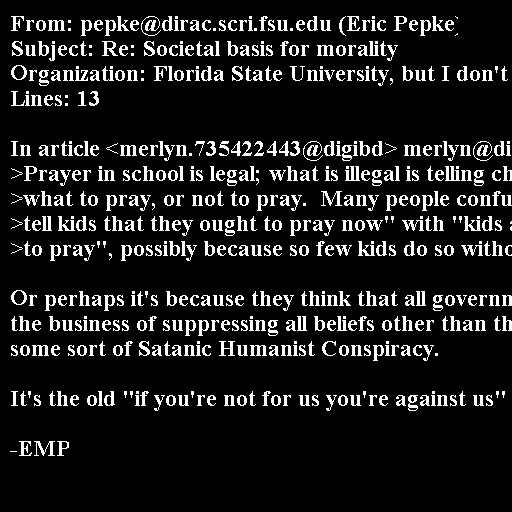 From: pepke@dirac.scri.fsu.edu (Eric Pepke)
Subject: Re: Societal basis for morality
Organization: Florida State University, but I don't
Lines: 13

In article <merlyn.735422443@digibd> merlyn@di
>Prayer in school is legal; what is illegal is telling ch
>what to pray, or not to pray.  Many people confu
>tell kids that they ought to pray now" with "kids a
>to pray", possibly because so few kids do so witho

Or perhaps it's because they think that all governm
the business of suppressing all beliefs other than th
some sort of Satanic Humanist Conspiracy.

It's the old "if you're not for us you're against us"

-EMP